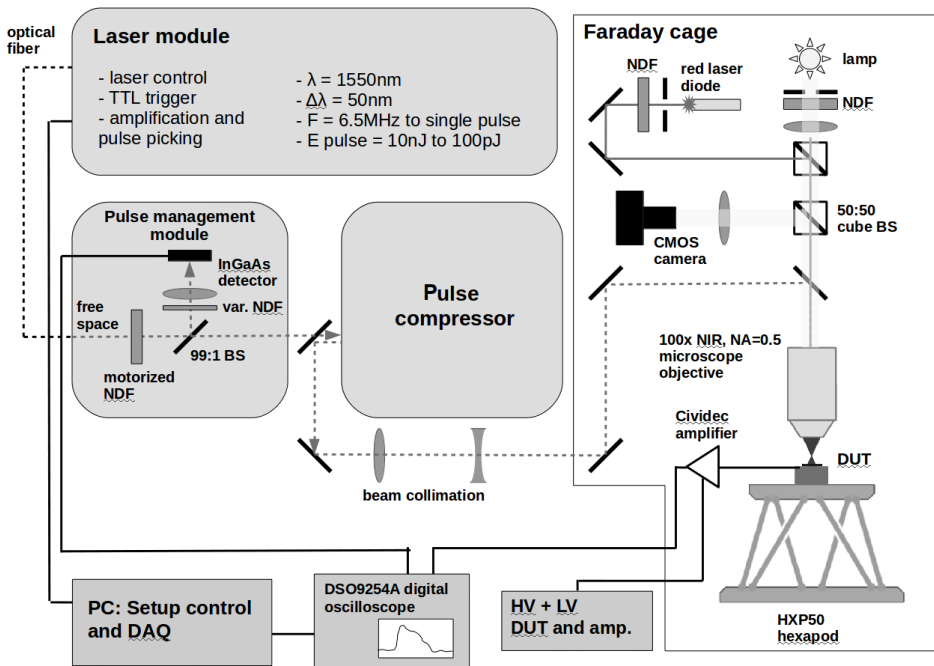 optical
fiber
Laser module
- laser control
- TTL trigger
- amplification and
pulse picking
- λ = 1550nm
- Δλ = 50nm
- F = 6.5MHz to single pulse
- E pulse = 10nJ to 100pJ
Pulse management
module
InGaAs
detector
var. NDF
free
space
99:1 BS
motorized
NDF
Pulse
compressor
beam collimation
Faraday cage
NDF
red laser
diode
lamp
NDF
50:50
cube BS
CMOS
camera
100x NIR, NA=0.5
microscope
objective
Cividec
amplifier
DUT
HXP50
hexapod
PC: Setup control
and DAQ
DSO9254A digital
oscilloscope
HV + LV
DUT and amp.